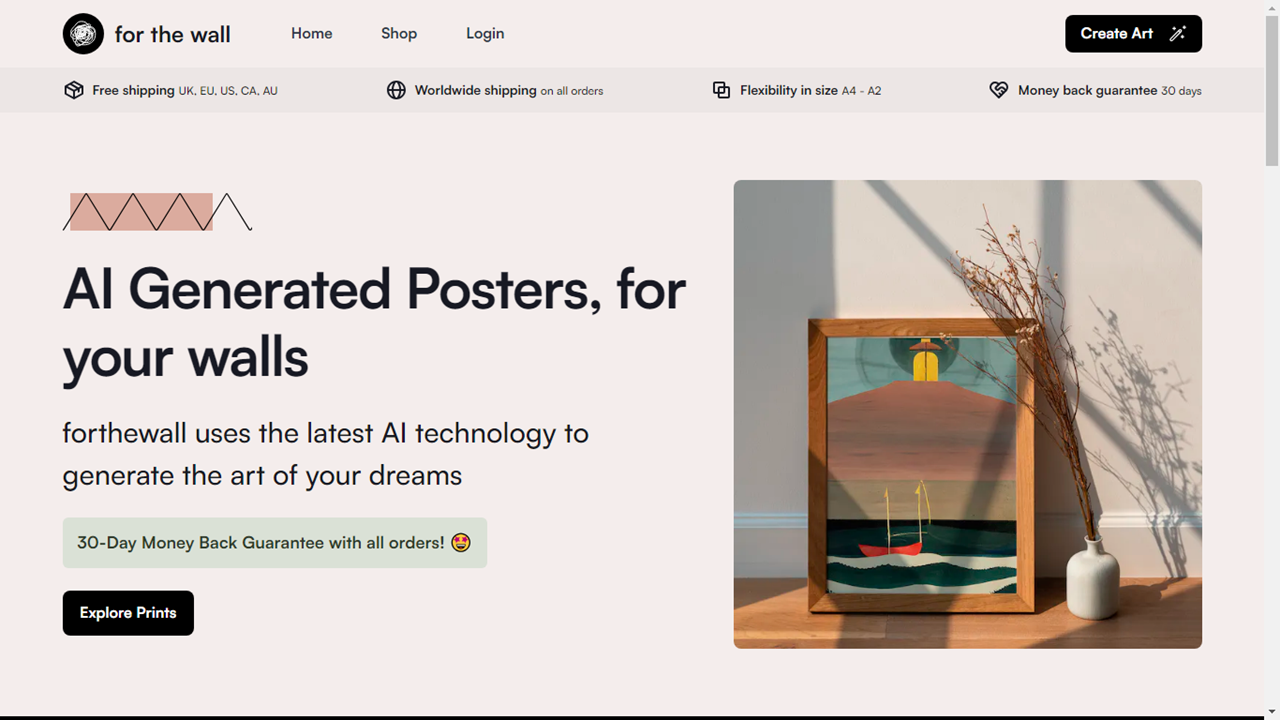 for the wall
Home
Shop
Login
Create Art
Free shipping UK, EU, US, CA, AU
Worldwide shipping on all orders
Flexibility in size A4 - A2
Money back guarantee 30 days
AI Generated Posters, for
your walls
forthewall uses the latest AI technology to
generate the art of your dreams
30-Day Money Back Guarantee with all orders! 🤩
Explore Prints